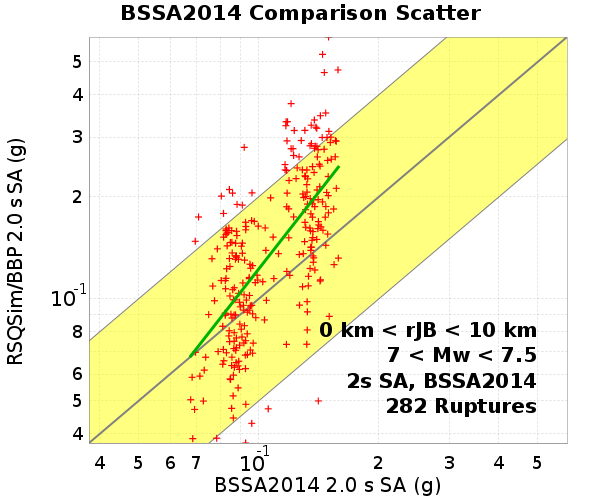 BSSA2014 Comparison Scatter
RSQSim/BBP 2.0 s SA (g)
5
4
3
2
10⁻¹
8
6
5
4
0 km < rJB < 10 km
7 < Mw < 7.5
2s SA, BSSA2014
282 Ruptures
4 5 6 7 10⁻¹ 2 3 4 5
BSSA2014 2.0 s SA (g)